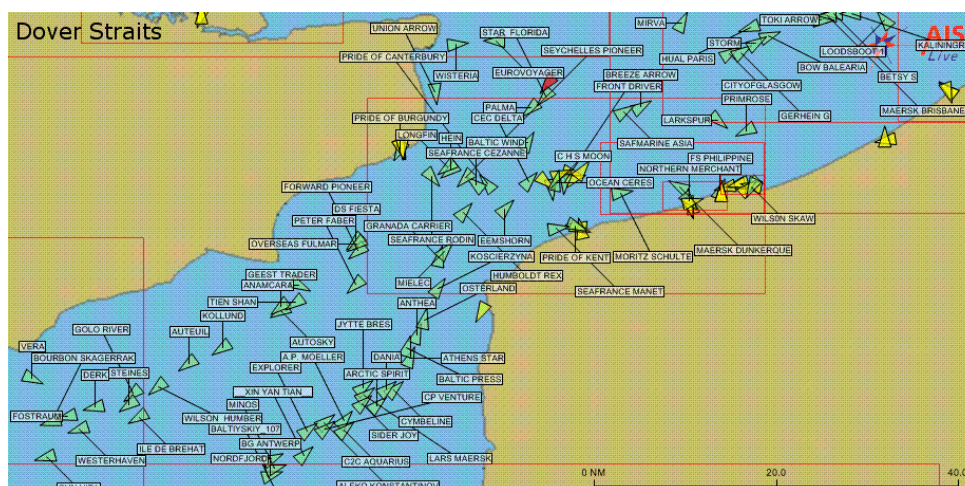 Dover Straits
UNION ARROW
STAR FLORIDA
MIRVA
TOKI ARROW
AIS
Live
KALININGR
PRIDE OF CANTERBURY
SEYCHELLES PIONEER
STORM
LOODSBOOT 1
HUAL PARIS
BOW BALEARIA
WISTERIA
EUROVOYAGER
BREEZE ARROW
BETSY S
FRONT DRIVER
CITYOFGLASGOW
PRIMROSE
PALMA
CEC DELTA
GERHEIN G
MAERSK BRISBANE
PRIDE OF BURGUNDY
LARKSPUR
LONGFIN
HEIN
BALTIC WIND
SAFMARINE ASIA
SEAFRANCE CEZANNE
C H S MOON
FS PHILIPPINE
NORTHERN MERCHANT
OCEAN CERES
FORWARD PIONEER
DS FIESTA
PETER FABER
GRANADA CARRIER
WILSON SKAW
OVERSEAS FULMAR
SEAFRANCE RODIN
EEMSHORN
MAERSK DUNKERQUE
KOSCIERZYNA
PRIDE OF KENT
MORITZ SCHULTE
GEEST TRADER
HUMBOLDT REX
ANAMCARA
MIELEC
OSTERLAND
SEAFRANCE MANET
TIEN SHAN
ANTHEA
KOLLUND
GOLO RIVER
AUTEUIL
JYTTE BRES
VERA
AUTOSKY
BOURBON SKAGERRAK
A.P. MOELLER
DANIA
ATHENS STAR
EXPLORER
DERK
STEINES
ARCTIC SPIRIT
BALTIC PRESS
XIN YAN TIAN
CP VENTURE
MINOS
FOSTRAUM
WILSON HUMBER
CYMBELINE
BALTIYSKIY 107
SIDER JOY
BG ANTWERP
ILE DE BREHAT
WESTERHAVEN
NORDFJORD
C2C AQUARIUS
LARS MAERSK
ALEKO KONSTANTINOV
0 NM
20.0
40.0